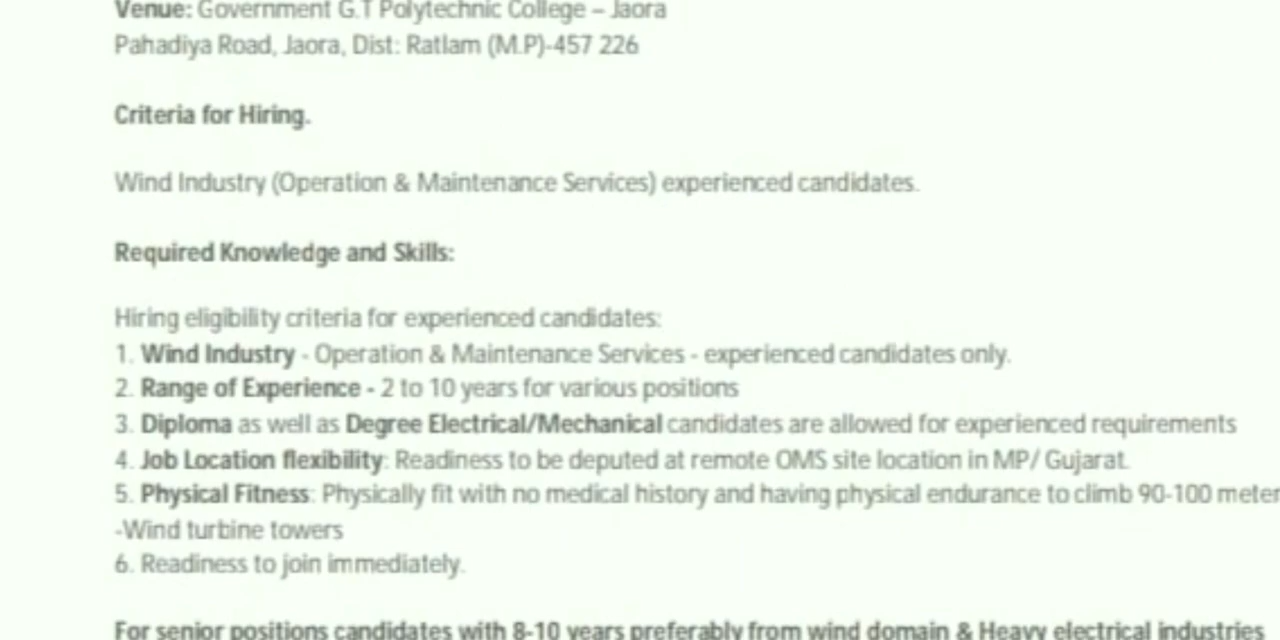 Venue: Government G.T Polytechnic College – Jaora
Pahadiya Road, Jaora, Dist: Ratlam (M.P)-457 226
Criteria for Hiring.
Wind Industry (Operation & Maintenance Services) experienced candidates.
Required Knowledge and Skills:
Hiring eligibility criteria for experienced candidates:
1. Wind Industry - Operation & Maintenance Services - experienced candidates only.
2. Range of Experience - 2 to 10 years for various positions
3. Diploma as well as Degree Electrical/Mechanical candidates are allowed for experienced requirements
4. Job Location flexibility: Readiness to be deputed at remote OMS site location in MP/ Gujarat.
5. Physical Fitness: Physically fit with no medical history and having physical endurance to climb 90-100 meter
-Wind turbine towers
6. Readiness to join immediately.
For senior positions candidates with 8-10 years preferably from wind domain & Heavy electrical industries